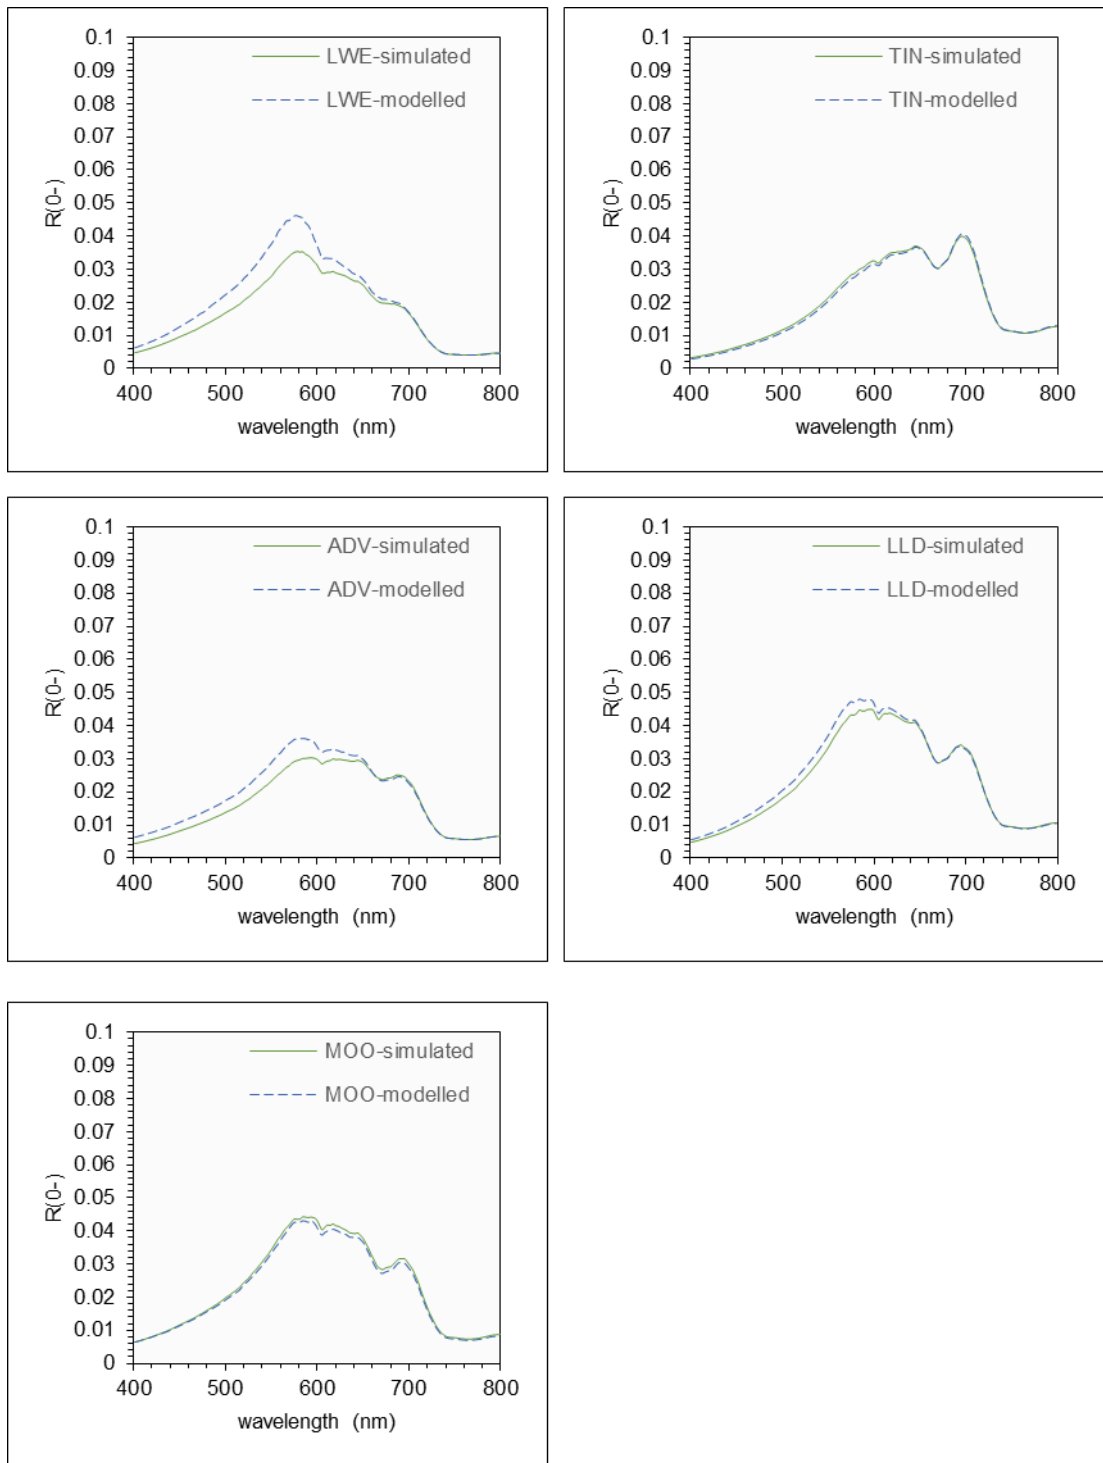 0.1
0.09
0.08
0.07
0.06
0.05
0.04
0.03
0.02
0.01
0
R(0-)
LWE-simulated
LWE-modelled
400 500 600 700 800
wavelength (nm)
0.1
0.09
0.08
0.07
0.06
0.05
0.04
0.03
0.02
0.01
0
R(0-)
TIN-simulated
TIN-modelled
400 500 600 700 800
wavelength (nm)
0.1
0.09
0.08
0.07
0.06
0.05
0.04
0.03
0.02
0.01
0
R(0-)
ADV-simulated
ADV-modelled
400 500 600 700 800
wavelength (nm)
0.1
0.09
0.08
0.07
0.06
0.05
0.04
0.03
0.02
0.01
0
R(0-)
LLD-simulated
LLD-modelled
400 500 600 700 800
wavelength (nm)
0.1
0.09
0.08
0.07
0.06
0.05
0.04
0.03
0.02
0.01
0
R(0-)
MOO-simulated
MOO-modelled
400 500 600 700 800
wavelength (nm)